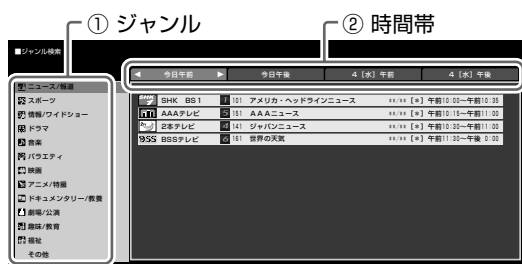 ① ジャンル
② 時間帯
■ジャンル検索
◀ 今日午前 ▶ 今日午後 4 [水] 午前 4 [水] 午後
ニュース/報道
スポーツ
情報/ワイドショー
ドラマ
音楽
バラエティ
映画
アニメ/特撮
ドキュメンタリー/教養
劇場/公演
趣味/教育
福祉
その他
SHK BS1 1 101 アメリカ・ヘッドラインニュース **/** [*] 午前10:00〜午前10:35
AAAテレビ 5 151 AAAニュース **/** [*] 午前10:15〜午前11:00
2本テレビ 4 141 ジャパンニュース **/** [*] 午前10:30〜午前11:00
BSS BSSテレビ 6 161 世界の天気 **/** [*] 午前11:30〜午後 0:00